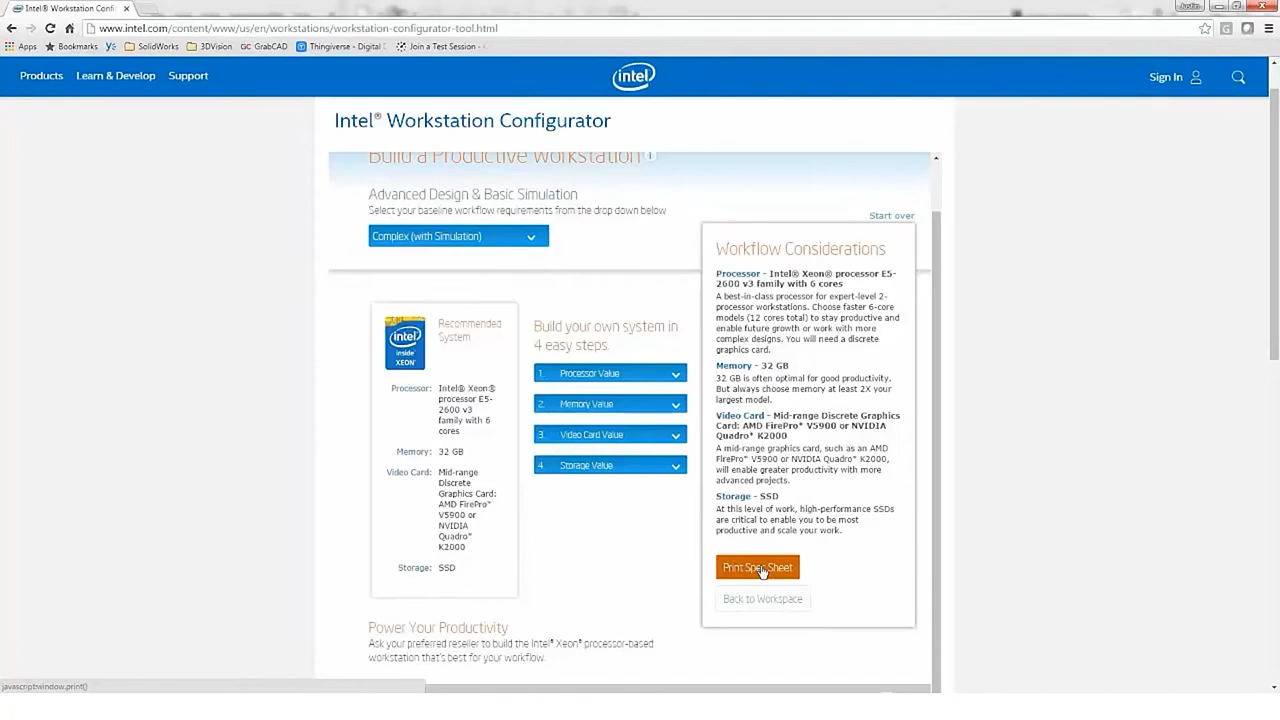 Intel® Workstation Config
Justin
www.intel.com/content/www/us/en/workstations/workstation-configurator-tool.html
Apps Bookmarks SolidWorks 3DVision GC GrabCAD Thingiverse - Digital Join a Test Session -
Products Learn & Develop Support
intel
Sign In
Intel® Workstation Configurator
Build a Productive Workstation
Advanced Design & Basic Simulation
Select your baseline workflow requirements from the drop down below
Start over
Complex (with Simulation)
intel
inside
XEON
Recommended
System
Processor: Intel® Xeon®
processor E5-
2600 v3
family with 6
cores
Memory: 32 GB
Video Card: Mid-range
Discrete
Graphics Card:
AMD FirePro*
V5900 or
NVIDIA
Quadro*
K2000
Storage: SSD
Build your own system in
4 easy steps.
1. Processor Value
2. Memory Value
3. Video Card Value
4. Storage Value
Workflow Considerations
Processor - Intel® Xeon® processor E5-
2600 v3 family with 6 cores
A best-in-class processor for expert-level 2-
processor workstations. Choose faster 6-core
models (12 cores total) to stay productive and
enable future growth or work with more
complex designs. You will need a discrete
graphics card.
Memory - 32 GB
32 GB is often optimal for good productivity.
But always choose memory at least 2X your
largest model.
Video Card - Mid-range Discrete Graphics
Card: AMD FirePro* V5900 or NVIDIA
Quadro* K2000
A mid-range graphics card, such as an AMD
FirePro* V5900 or NVIDIA* Quadro* K2000,
will enable greater productivity with more
advanced projects.
Storage - SSD
At this level of work, high-performance SSDs
are critical to enable you to be most
productive and scale your work.
Print Spec Sheet
Back to Workspace
Power Your Productivity
Ask your preferred reseller to build the Intel® Xeon® processor-based
workstation that's best for your workflow.
javascript:window.print()